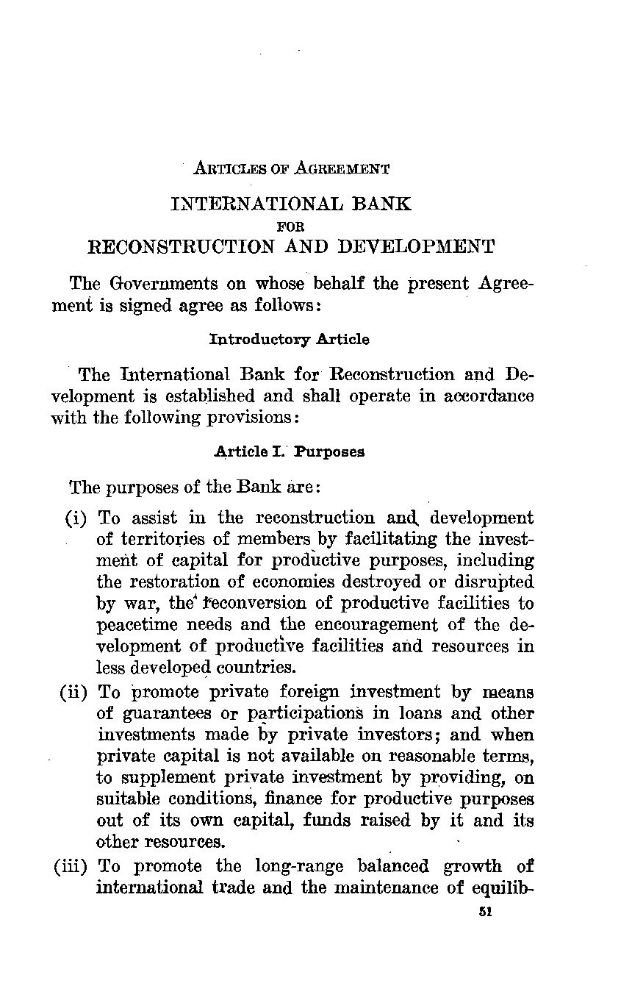 ARTICLES OF AGREEMENT
INTERNATIONAL BANK
FOR
RECONSTRUCTION AND DEVELOPMENT
The Governments on whose behalf the present Agree-
ment is signed agree as follows:
Introductory Article
The International Bank for Reconstruction and De-
velopment is established and shall operate in accordance
with the following provisions:
Article I. Purposes
The purposes of the Bank are:
(i) To assist in the reconstruction and development
of territories of members by facilitating the invest-
ment of capital for productive purposes, including
the restoration of economies destroyed or disrupted
by war, the reconversion of productive facilities to
peacetime needs and the encouragement of the de-
velopment of productive facilities and resources in
less developed countries.
(ii) To promote private foreign investment by means
of guarantees or participations in loans and other
investments made by private investors; and when
private capital is not available on reasonable terms,
to supplement private investment by providing, on
suitable conditions, finance for productive purposes
out of its own capital, funds raised by it and its
other resources.
(iii) To promote the long-range balanced growth of
international trade and the maintenance of equilib-
51